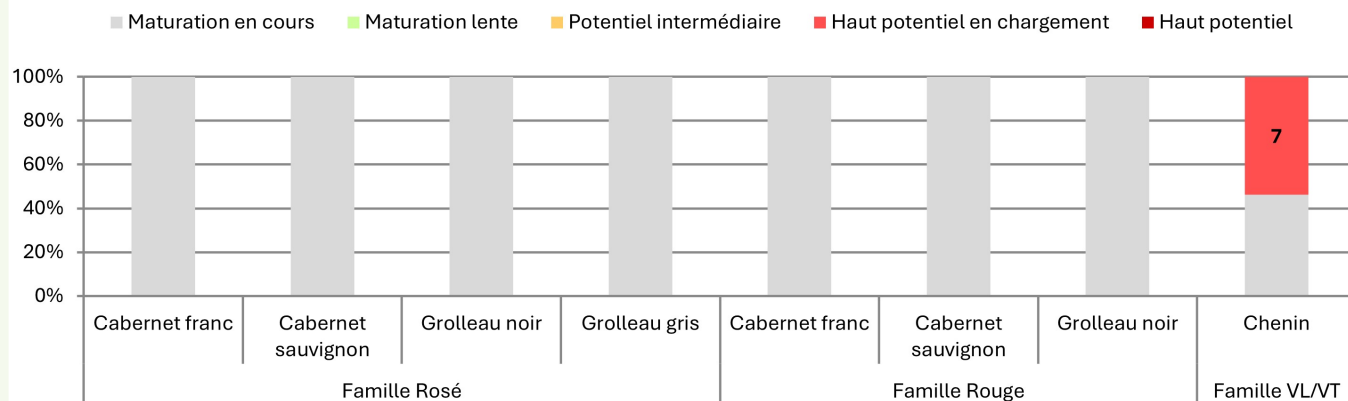 Maturation en cours Maturation lente Potentiel intermédiaire Haut potentiel en chargement Haut potentiel
100%
80%
7
60%
40%
20%
0%
Cabernet franc Cabernet Grolleau noir Grolleau gris Cabernet franc Cabernet Grolleau noir Chenin
sauvignon sauvignon
Famille Rosé Famille Rouge Famille VL/VT